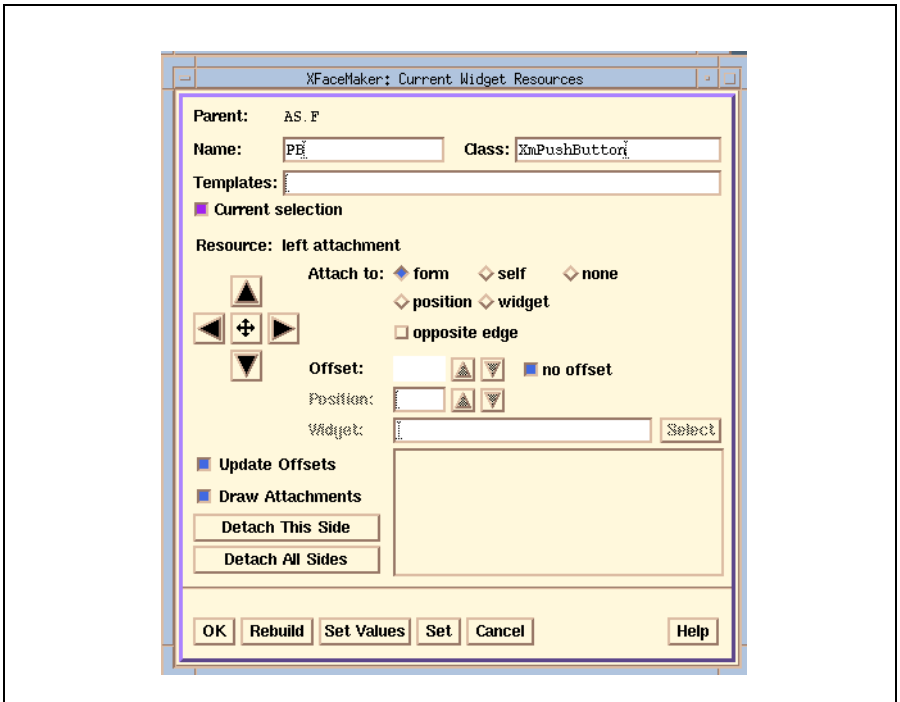 XFaceMaker: Current Widget Resources
Parent: AS.F
Name: PB Class: XmPushButton
Templates:
Current selection
Resource: left attachment
Attach to: form self none
position widget
opposite edge
Offset: no offset
Position:
Widget: Select
Update Offsets
Draw Attachments
Detach This Side
Detach All Sides
OK Rebuild Set Values Set Cancel Help